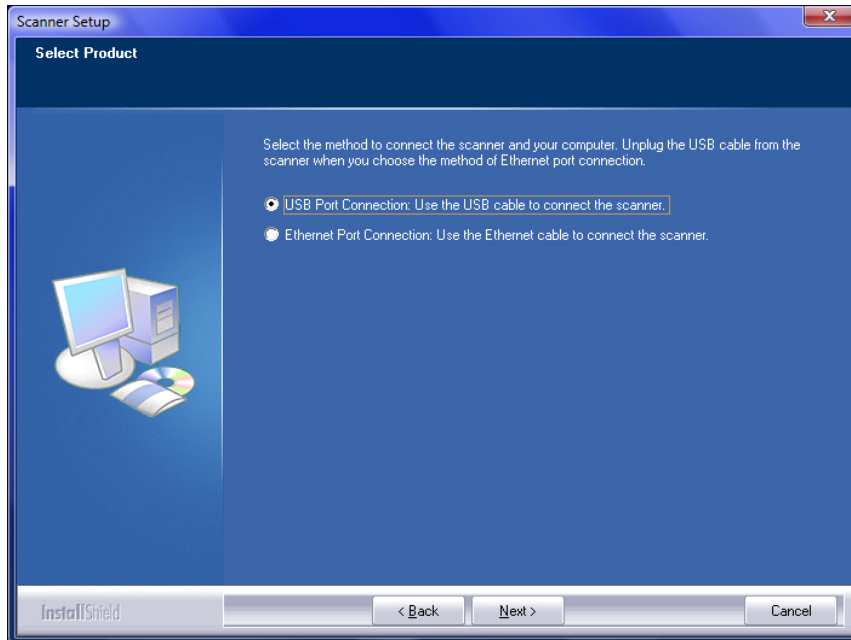 Scanner Setup
Select Product
Select the method to connect the scanner and your computer. Unplug the USB cable from the
scanner when you choose the method of Ethernet port connection.
USB Port Connection: Use the USB cable to connect the scanner.
Ethernet Port Connection: Use the Ethernet cable to connect the scanner.
InstallShield
< Back
Next >
Cancel